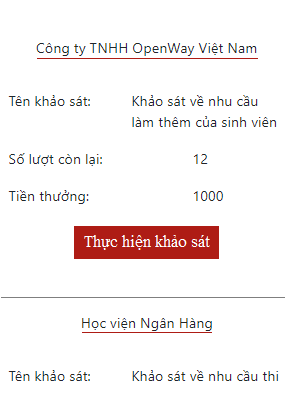 Công ty TNHH OpenWay Việt Nam
Tên khảo sát: Khảo sát về nhu cầu
làm thêm của sinh viên
Số lượt còn lại: 12
Tiền thưởng: 1000
Thực hiện khảo sát
Học viện Ngân Hàng
Tên khảo sát: Khảo sát về nhu cầu thi